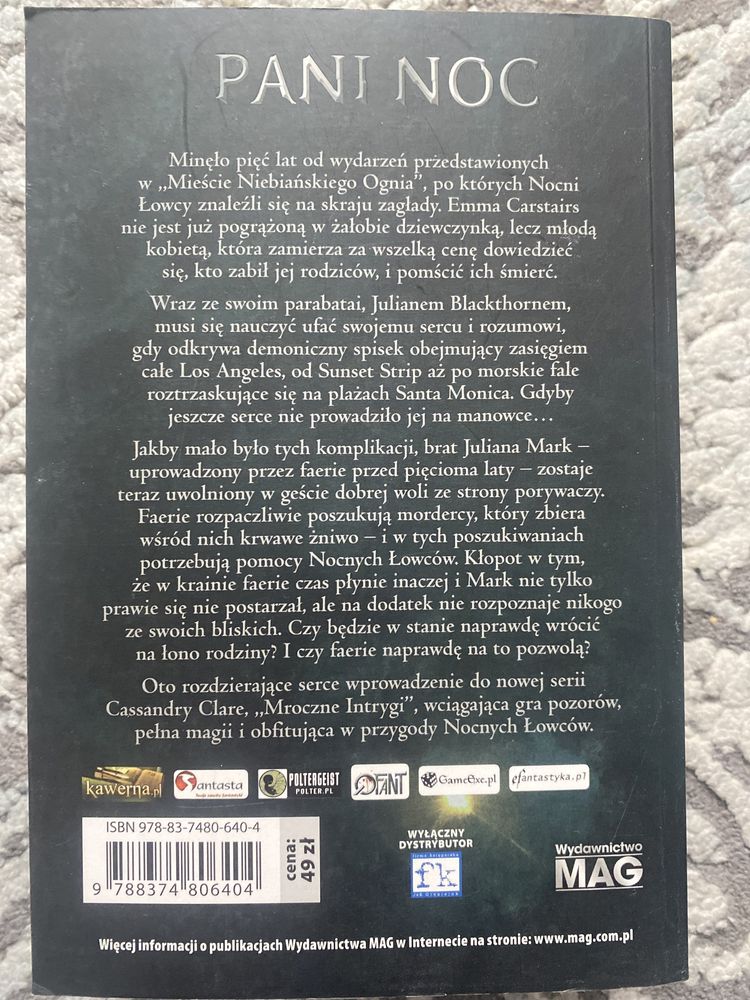 PANI NOC
Minęło pięć lat od wydarzeń przedstawionych
w „Mieście Niebiańskiego Ognia”, po których Nocni
Łowcy znaleźli się na skraju zagłady. Emma Carstairs
nie jest już pogrążoną w żałobie dziewczynką, lecz młodą
kobietą, która zamierza za wszelką cenę dowiedzieć
się, kto zabił jej rodziców, i pomścić ich śmierć.
Wraz ze swoim parabatai, Julianem Blackthornem,
musi się nauczyć ufać swojemu sercu i rozumowi,
gdy odkrywa demoniczny spisek obejmujący zasięgiem
całe Los Angeles, od Sunset Strip aż po morskie fale
roztrzaskujące się na plażach Santa Monica. Gdyby
jeszcze serce nie prowadziło jej na manowce…
Jakby mało było tych komplikacji, brat Juliana Mark –
uprowadzony przez faerie przed pięcioma laty – zostaje
teraz uwolniony w geście dobrej woli ze strony porywaczy.
Faerie rozpaczliwie poszukują mordercy, który zbiera
wśród nich krwawe żniwo – i w tych poszukiwaniach
potrzebują pomocy Nocnych Łowców. Kłopot w tym,
że w krainie faerie czas płynie inaczej i Mark nie tylko
prawie się nie postarzał, ale na dodatek nie rozpoznaje nikogo
ze swoich bliskich. Czy będzie w stanie naprawdę wrócić
na łono rodziny? I czy faerie naprawdę na to pozwolą?
Oto rozdzierające serce wprowadzenie do nowej serii
Cassandry Clare, „Mroczne Intrygi”, wciągająca gra pozorów,
pełna magii i obfitująca w przygody Nocnych Łowców.
kawerna.pl
fantasta
POLTERGEIST
POLTER.PL
QFANT
GameExe.pl
efantastyka.pl
ISBN 978-83-7480-640-4
9 788374 806404
cena:
49 zł
WYŁĄCZNY
DYSTRYBUTOR
firma księgarska
fk
Wydawnictwo
MAG
Więcej informacji o publikacjach Wydawnictwa MAG w Internecie na stronie: www.mag.com.pl